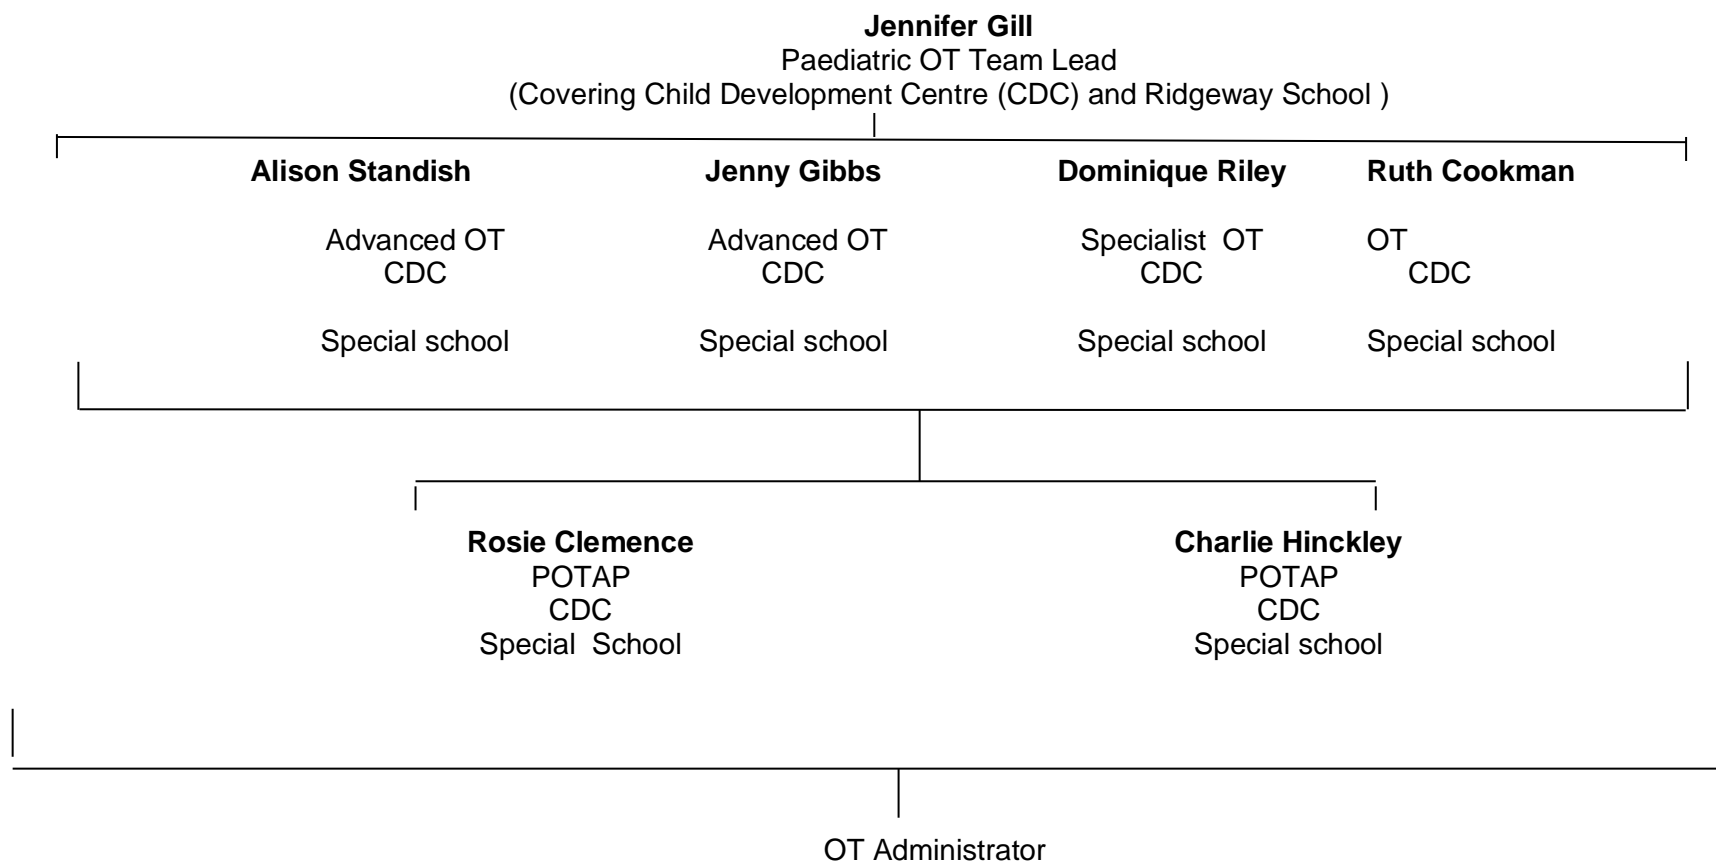 Jennifer Gill
Paediatric OT Team Lead
(Covering Child Development Centre (CDC) and Ridgeway School )
Alison Standish Jenny Gibbs Dominique Riley Ruth Cookman
Advanced OT Advanced OT Specialist OT OT
CDC CDC CDC CDC
Special school Special school Special school Special school
Rosie Clemence Charlie Hinckley
POTAP POTAP
CDC CDC
Special School Special school
OT Administrator